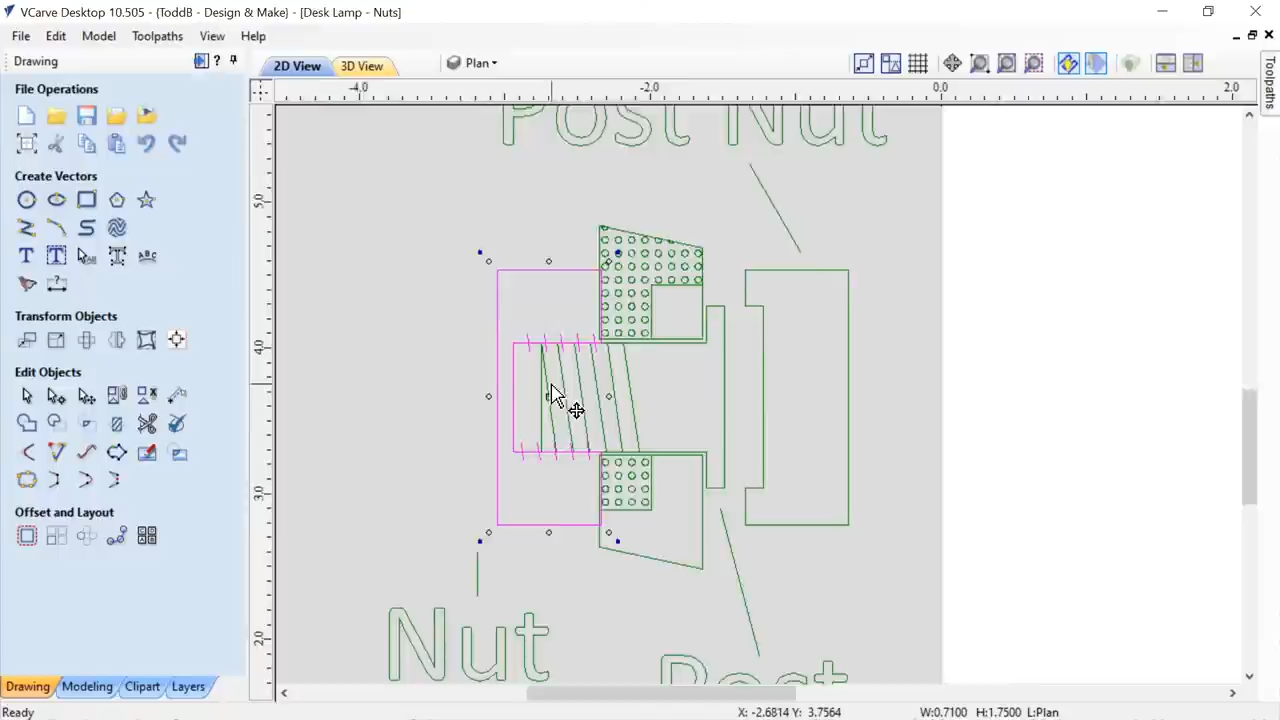 VCarve Desktop 10.505 - {ToddB - Design & Make} - [Desk Lamp - Nuts]
File Edit Model Toolpaths View Help
Drawing
2D View 3D View Plan
File Operations
Create Vectors
Transform Objects
Edit Objects
Offset and Layout
Drawing Modeling Clipart Layers
-4.0 -2.0 0.0 2.0
5.0
4.0
3.0
2.0
Post Nut
Nut
Post
Toolpaths
Ready X: -2.6814 Y: 3.7564 W:0.7100 H:1.7500 L:Plan